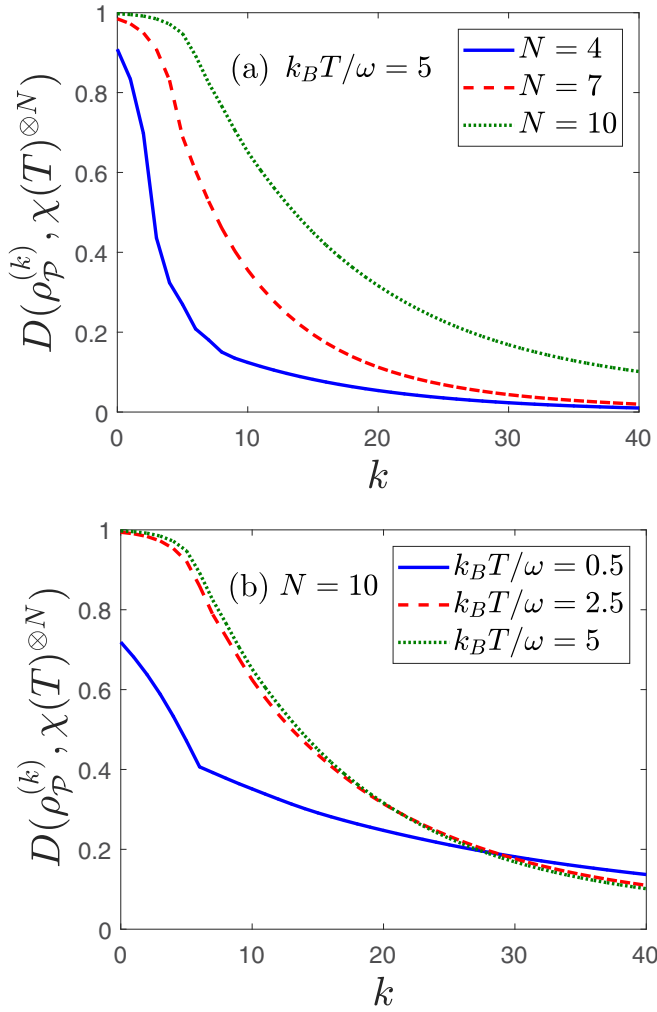 1
0.8
0.6
0.4
0.2
0
D(ρ_𝒫^(k), χ(T)^⊗N)
(a) k_BT/ω = 5
N = 4
N = 7
N = 10
0 10 20 30 40
k
1
0.8
0.6
0.4
0.2
0
D(ρ_𝒫^(k), χ(T)^⊗N)
(b) N = 10
k_BT/ω = 0.5
k_BT/ω = 2.5
k_BT/ω = 5
0 10 20 30 40
k